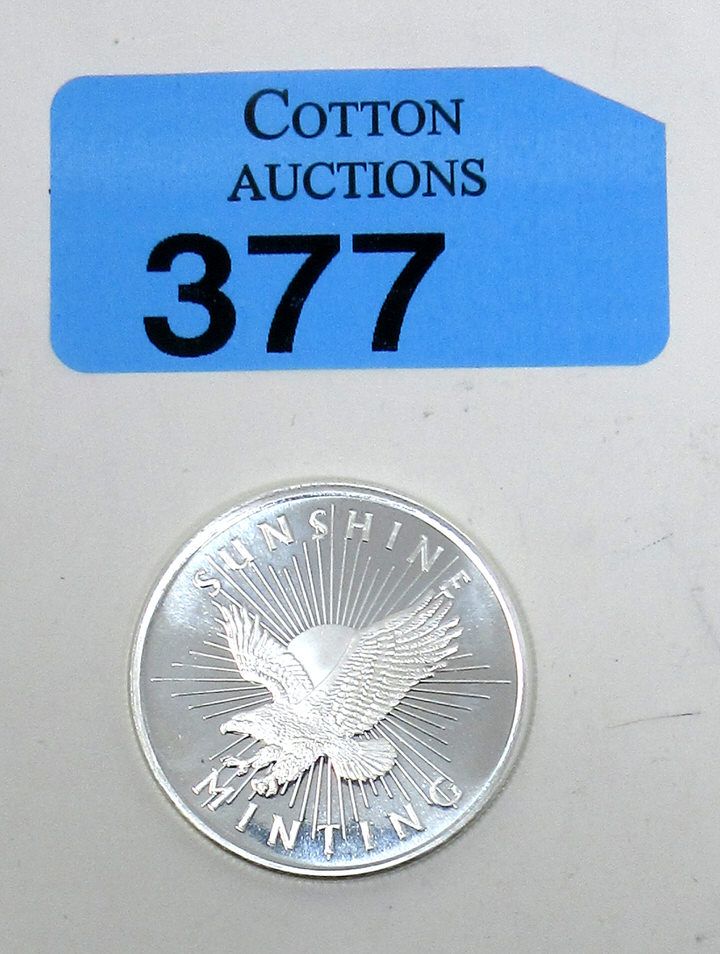 COTTON
AUCTIONS
377
SUNSHINE
MINTING